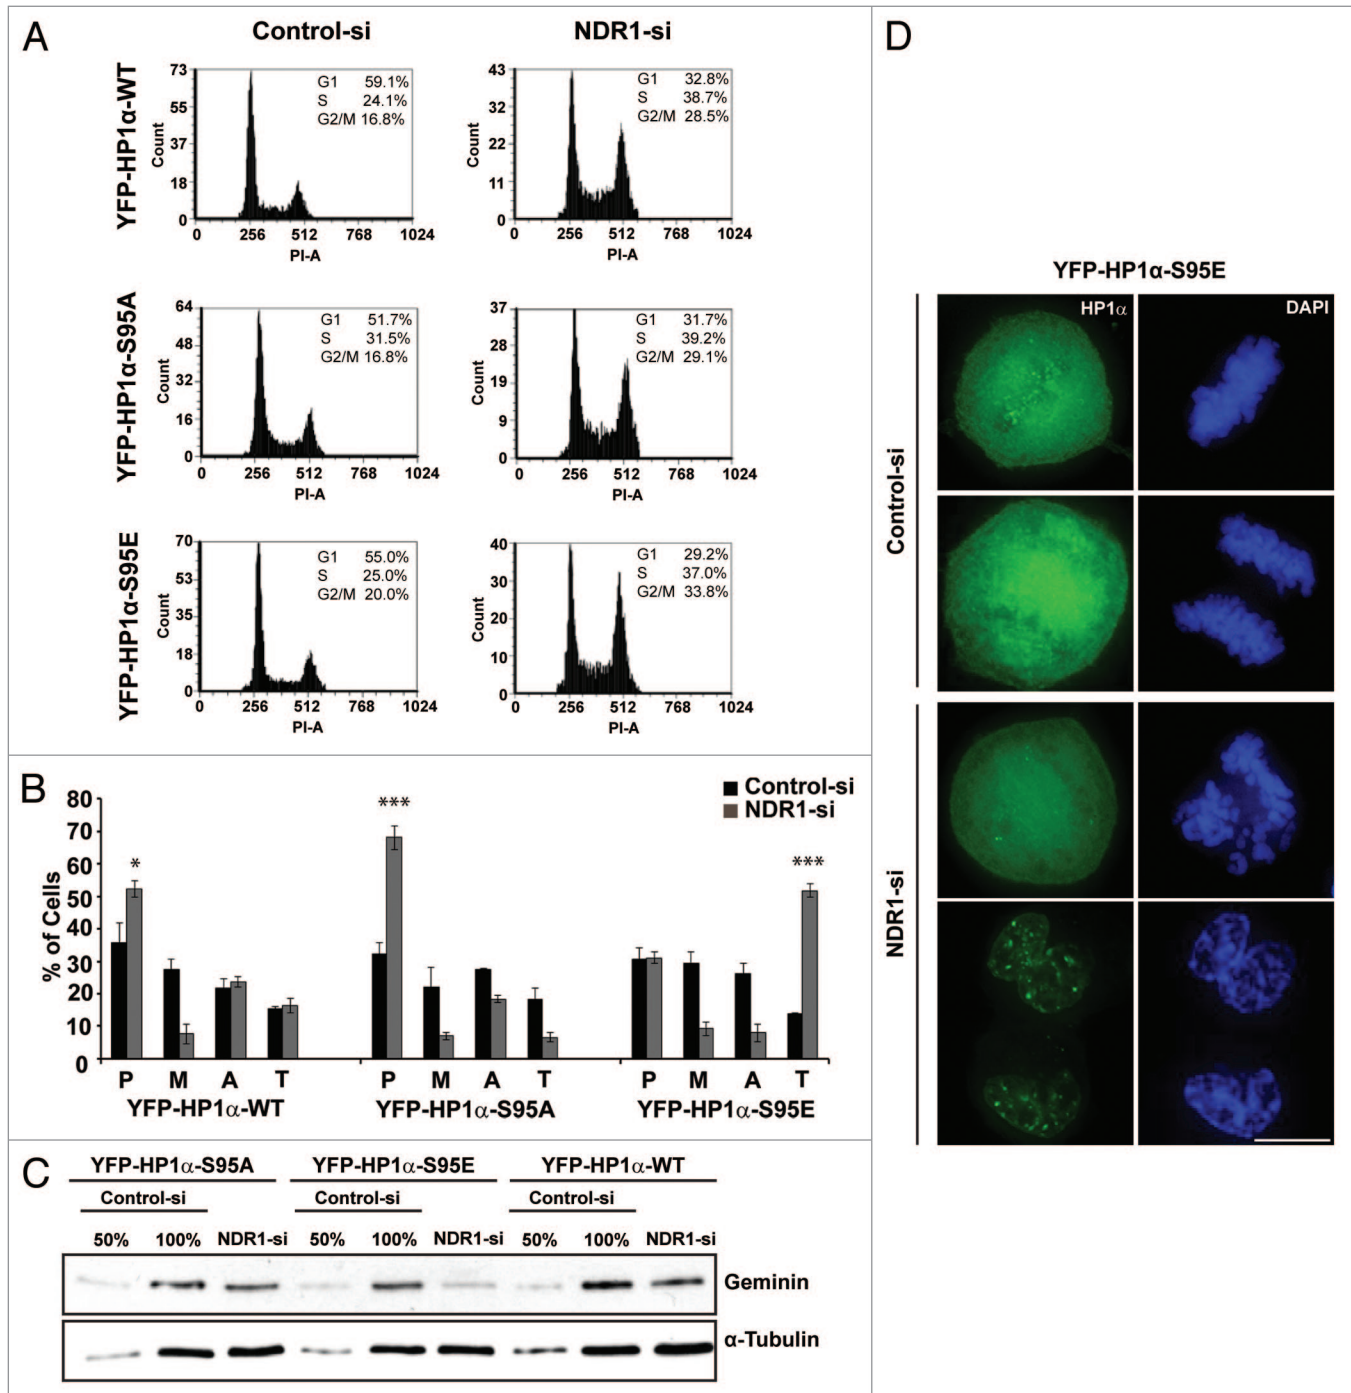 A
Control-si
NDR1-si
YFP-HP1α-WT
Count
73
55
37
18
0
G1 59.1%
S 24.1%
G2/M 16.8%
0 256 512 768 1024
PI-A
Count
43
32
22
11
0
G1 32.8%
S 38.7%
G2/M 28.5%
0 256 512 768 1024
PI-A
YFP-HP1α-S95A
Count
64
48
32
16
0
G1 51.7%
S 31.5%
G2/M 16.8%
0 256 512 768 1024
PI-A
Count
37
28
19
9
0
G1 31.7%
S 39.2%
G2/M 29.1%
0 256 512 768 1024
PI-A
YFP-HP1α-S95E
Count
70
53
35
18
0
G1 55.0%
S 25.0%
G2/M 20.0%
0 256 512 768 1024
PI-A
Count
40
30
20
10
0
G1 29.2%
S 37.0%
G2/M 33.8%
0 256 512 768 1024
PI-A
B
% of Cells
80
70
60
50
40
30
20
10
0
Control-si
NDR1-si
*
***
***
P M A T P M A T P M A T
YFP-HP1α-WT YFP-HP1α-S95A YFP-HP1α-S95E
C
YFP-HP1α-S95A YFP-HP1α-S95E YFP-HP1α-WT
Control-si Control-si Control-si
50% 100% NDR1-si 50% 100% NDR1-si 50% 100% NDR1-si
Geminin
α-Tubulin
D
YFP-HP1α-S95E
HP1α DAPI
Control-si
NDR1-si